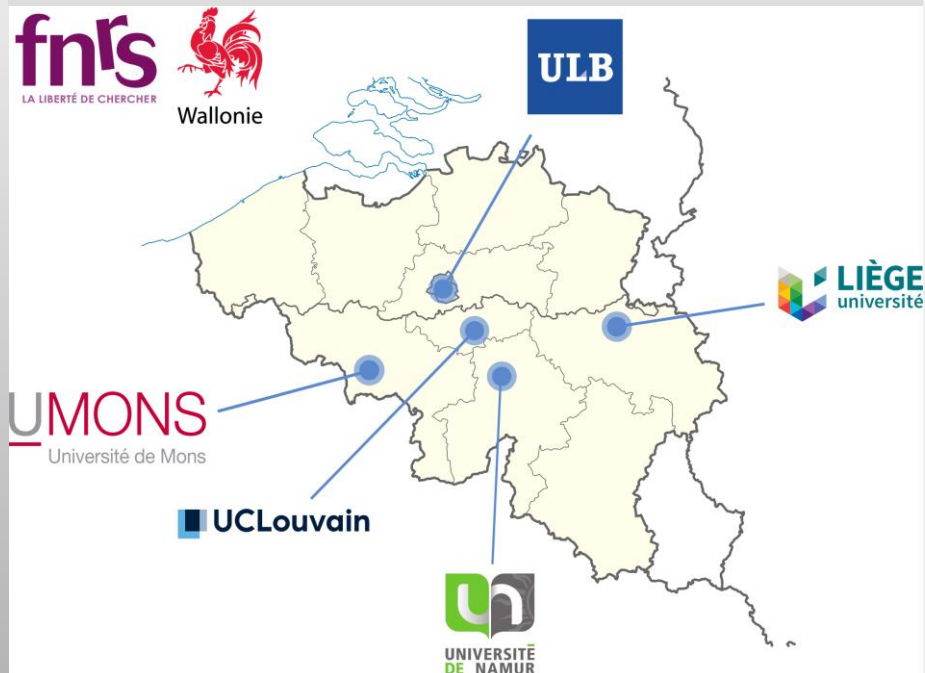 fnrs
LA LIBERTÉ DE CHERCHER
Wallonie
ULB
LIÈGE
université
UMONS
Université de Mons
UCLouvain
UNIVERSITÉ
DE NAMUR